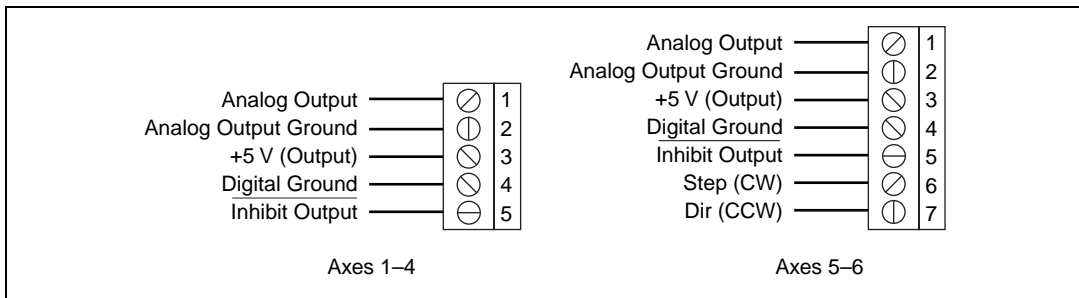 Analog Output 1
Analog Output Ground 2
+5 V (Output) 3
Digital Ground 4
Inhibit Output 5
Axes 1–4
Analog Output 1
Analog Output Ground 2
+5 V (Output) 3
Digital Ground 4
Inhibit Output 5
Step (CW) 6
Dir (CCW) 7
Axes 5–6